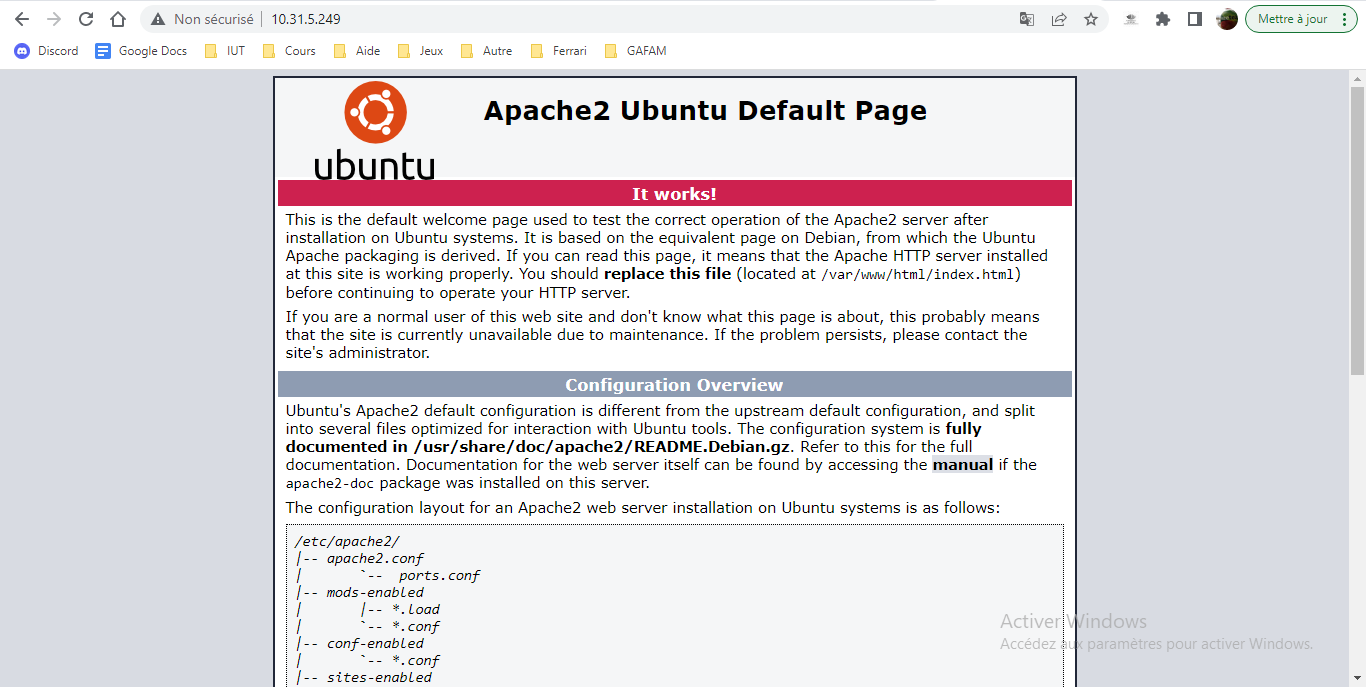 Non sécurisé 10.31.5.249 Mettre à jour
Discord Google Docs IUT Cours Aide Jeux Autre Ferrari GAFAM
ubuntu
Apache2 Ubuntu Default Page
It works!
This is the default welcome page used to test the correct operation of the Apache2 server after
installation on Ubuntu systems. It is based on the equivalent page on Debian, from which the Ubuntu
Apache packaging is derived. If you can read this page, it means that the Apache HTTP server installed
at this site is working properly. You should replace this file (located at /var/www/html/index.html)
before continuing to operate your HTTP server.
If you are a normal user of this web site and don't know what this page is about, this probably means
that the site is currently unavailable due to maintenance. If the problem persists, please contact the
site's administrator.
Configuration Overview
Ubuntu's Apache2 default configuration is different from the upstream default configuration, and split
into several files optimized for interaction with Ubuntu tools. The configuration system is fully
documented in /usr/share/doc/apache2/README.Debian.gz. Refer to this for the full
documentation. Documentation for the web server itself can be found by accessing the manual if the
apache2-doc package was installed on this server.
The configuration layout for an Apache2 web server installation on Ubuntu systems is as follows:
/etc/apache2/
|-- apache2.conf
|       `--  ports.conf
|-- mods-enabled
|       |-- *.load
|       `-- *.conf
|-- conf-enabled
|       `-- *.conf
|-- sites-enabled
Activer Windows
Accédez aux paramètres pour activer Windows.